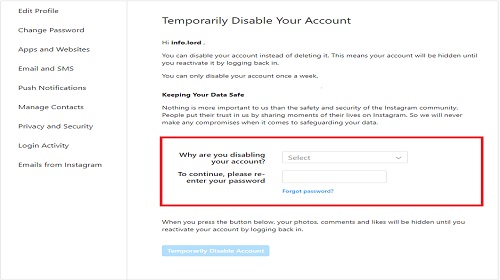 Edit Profile
Change Password
Apps and Websites
Email and SMS
Push Notifications
Manage Contacts
Privacy and Security
Login Activity
Emails from Instagram
Temporarily Disable Your Account
Hi info.lord .
You can disable your account instead of deleting it. This means your account will be hidden until
you reactivate it by logging back in.
You can only disable your account once a week.
Keeping Your Data Safe
Nothing is more important to us than the safety and security of the Instagram community.
People put their trust in us by sharing moments of their lives on Instagram. So we will never
make any compromises when it comes to safeguarding your data.
Why are you disabling
your account?
Select
To continue, please re-
enter your password
Forgot password?
When you press the button below, your photos, comments and likes will be hidden until you
reactivate your account by logging back in.
Temporarily Disable Account